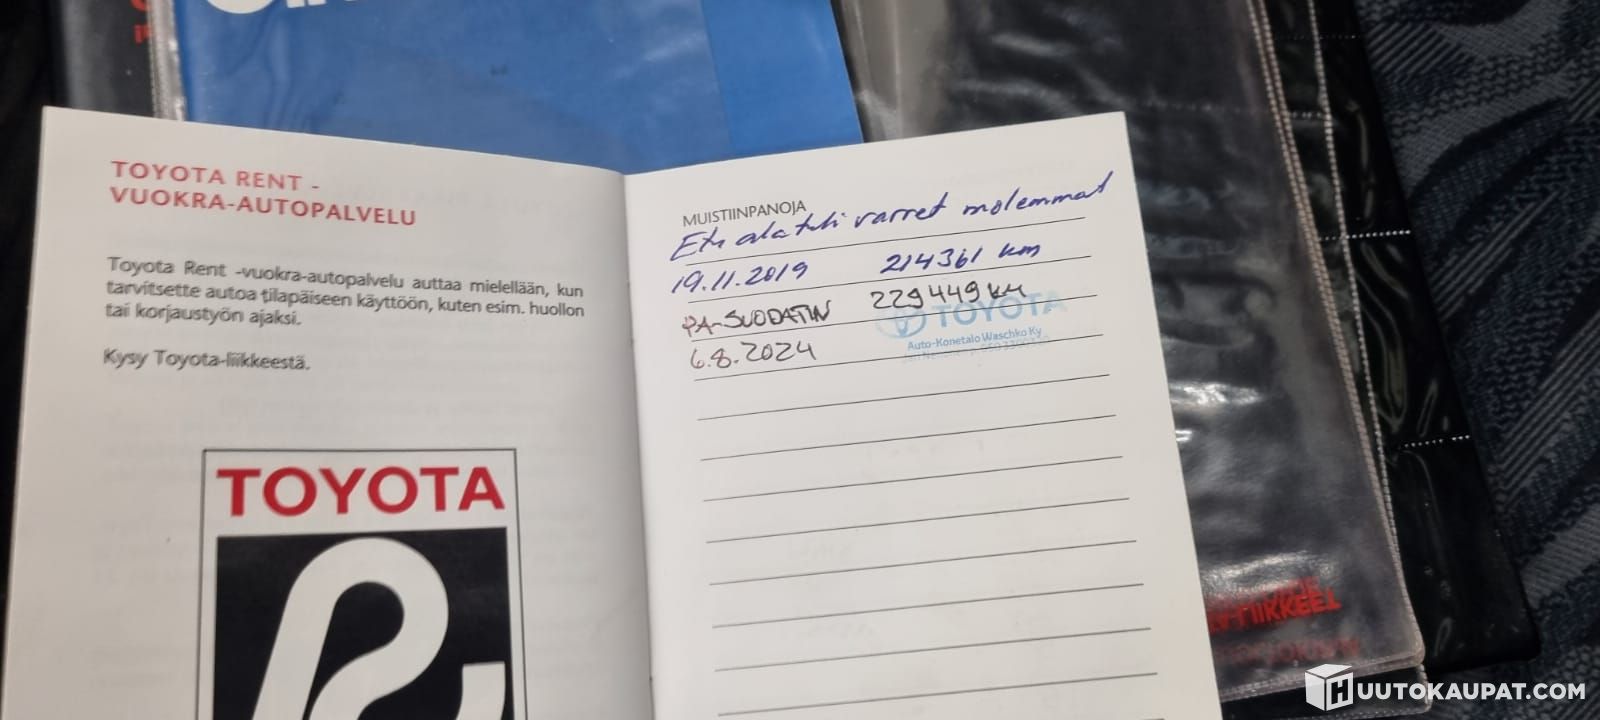 TOYOTA RENT -
VUOKRA-AUTOPALVELU
Toyota Rent -vuokra-autopalvelu auttaa mielellään, kun
tarvitsette autoa tilapäiseen käyttöön, kuten esim. huollon
tai korjaustyön ajaksi.
Kysy Toyota-liikkeestä.
TOYOTA
MUISTIINPANOJA
Etu alatuki varret molemmat
19.11.2019 214361 km
PA-SUODATIN 229449 KM
6.8.2024
TOYOTA
Auto-Konetalo Waschko Ky
LIIKKEET
HUUTOKAUPAT.COM